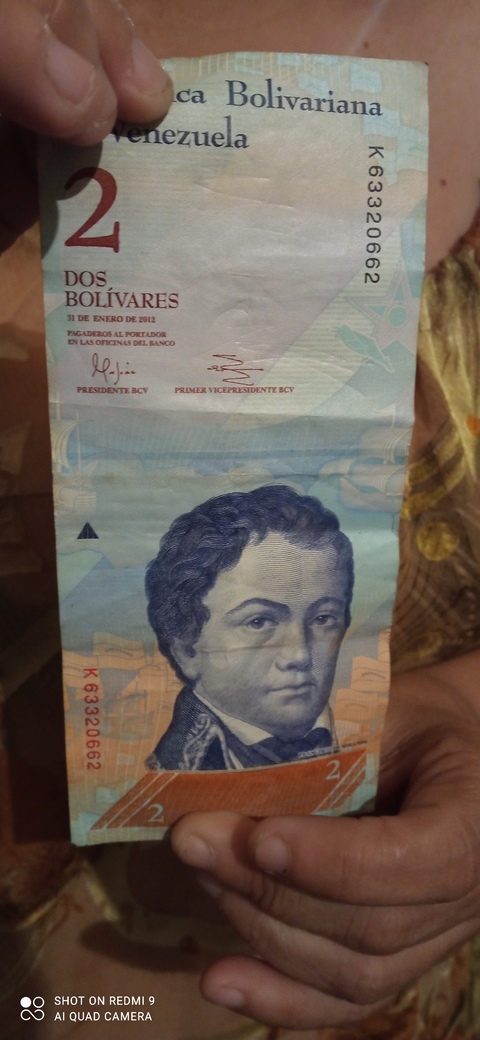 ca Bolivariana
Venezuela
K63320662
2
DOS
BOLÍVARES
31 DE ENERO DE 2012
PAGADEROS AL PORTADOR
EN LAS OFICINAS DEL BANCO
PRESIDENTE BCV
PRIMER VICEPRESIDENTE BCV
K63320662
2
2
SHOT ON REDMI 9
AI QUAD CAMERA